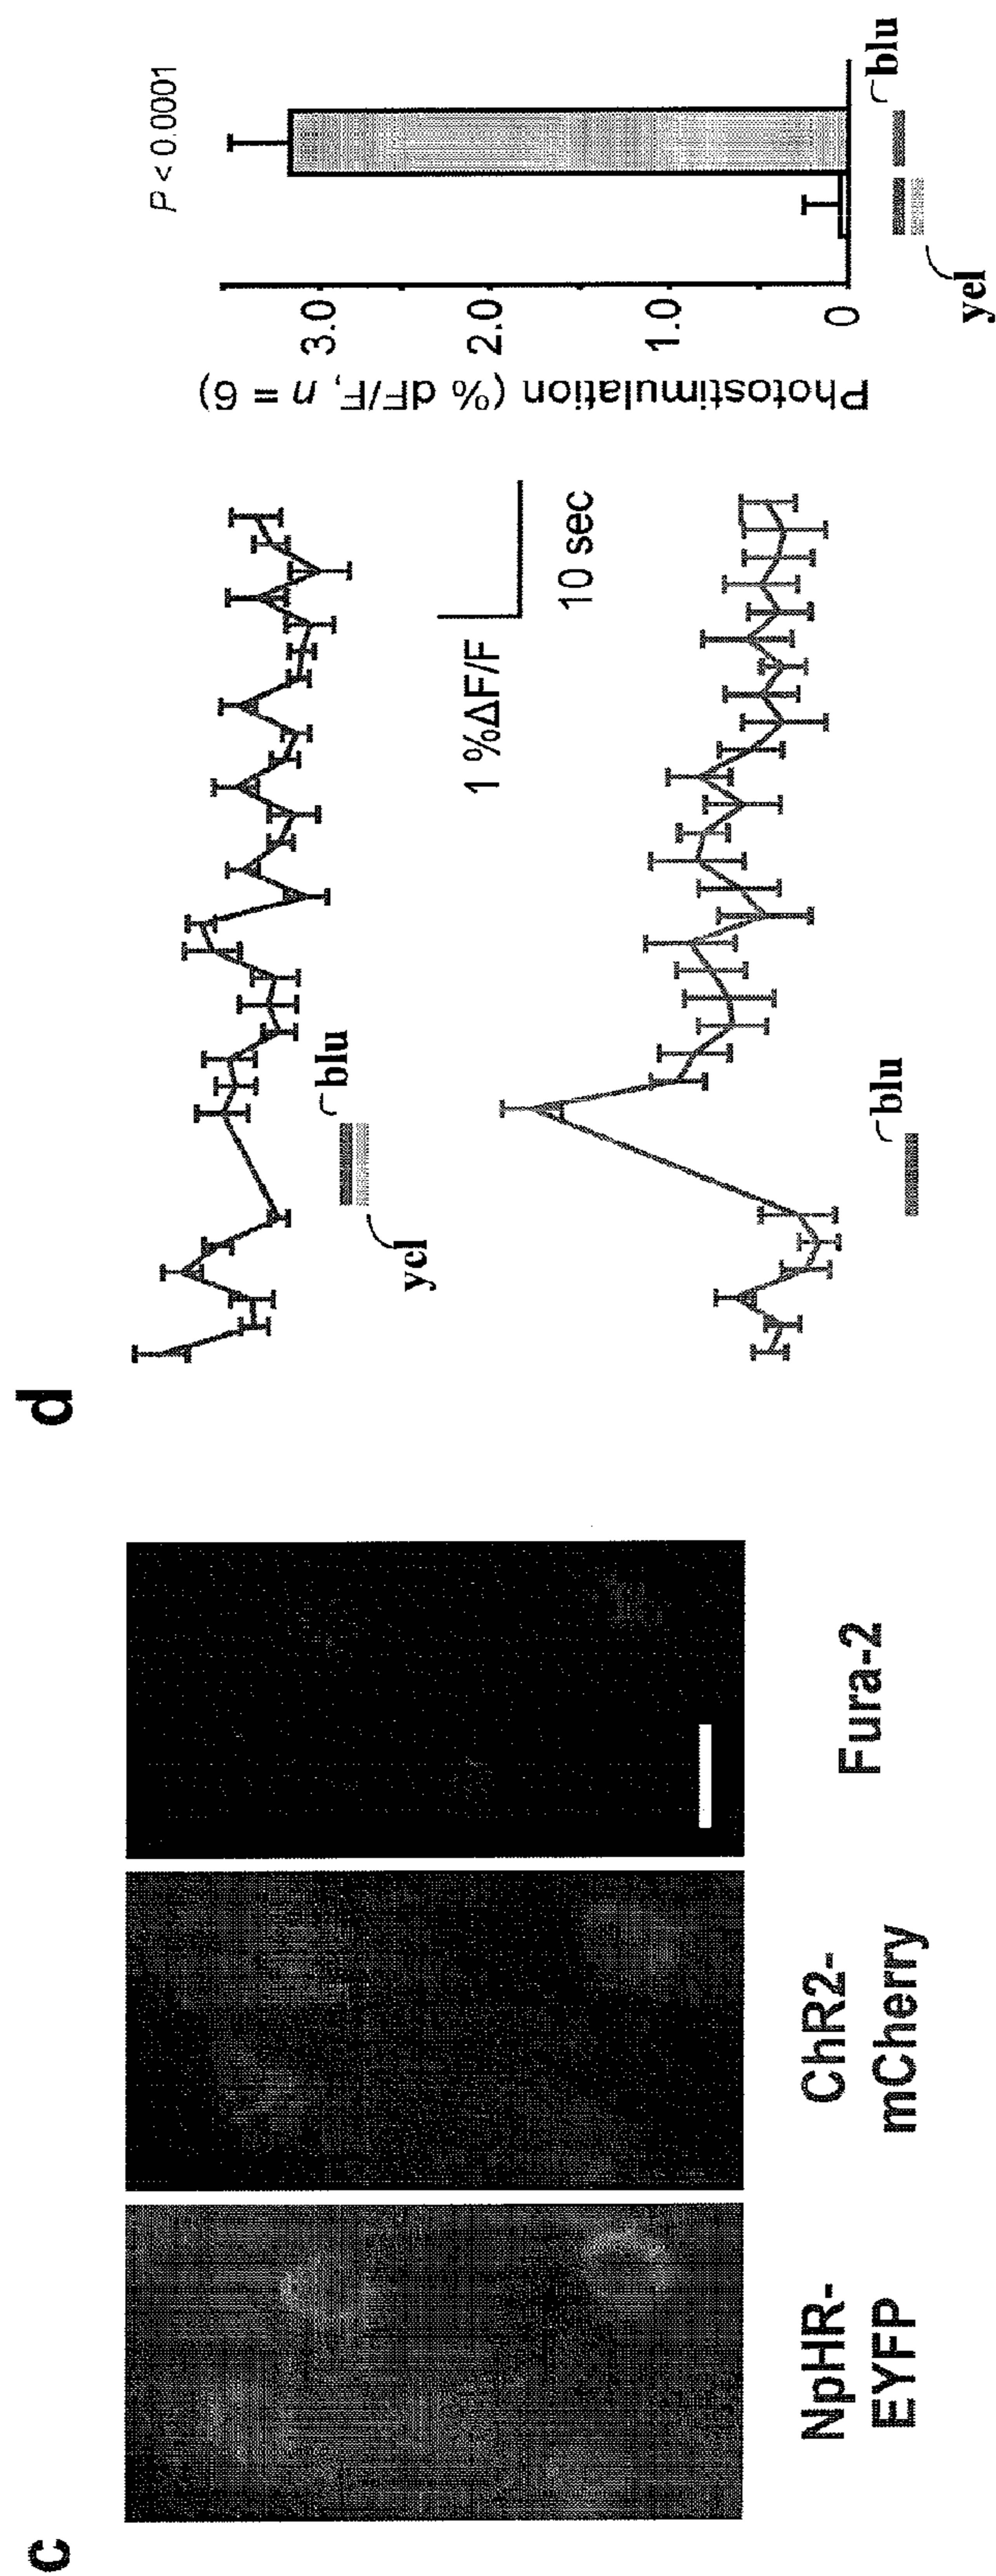 c
NpHR-
EYFP
ChR2-
mCherry
Fura-2
d
blu
yel
1 %ΔF/F
10 sec
blu
Photostimulation (% dF/F, n = 6)
3.0
2.0
1.0
0
P < 0.0001
blu
yel